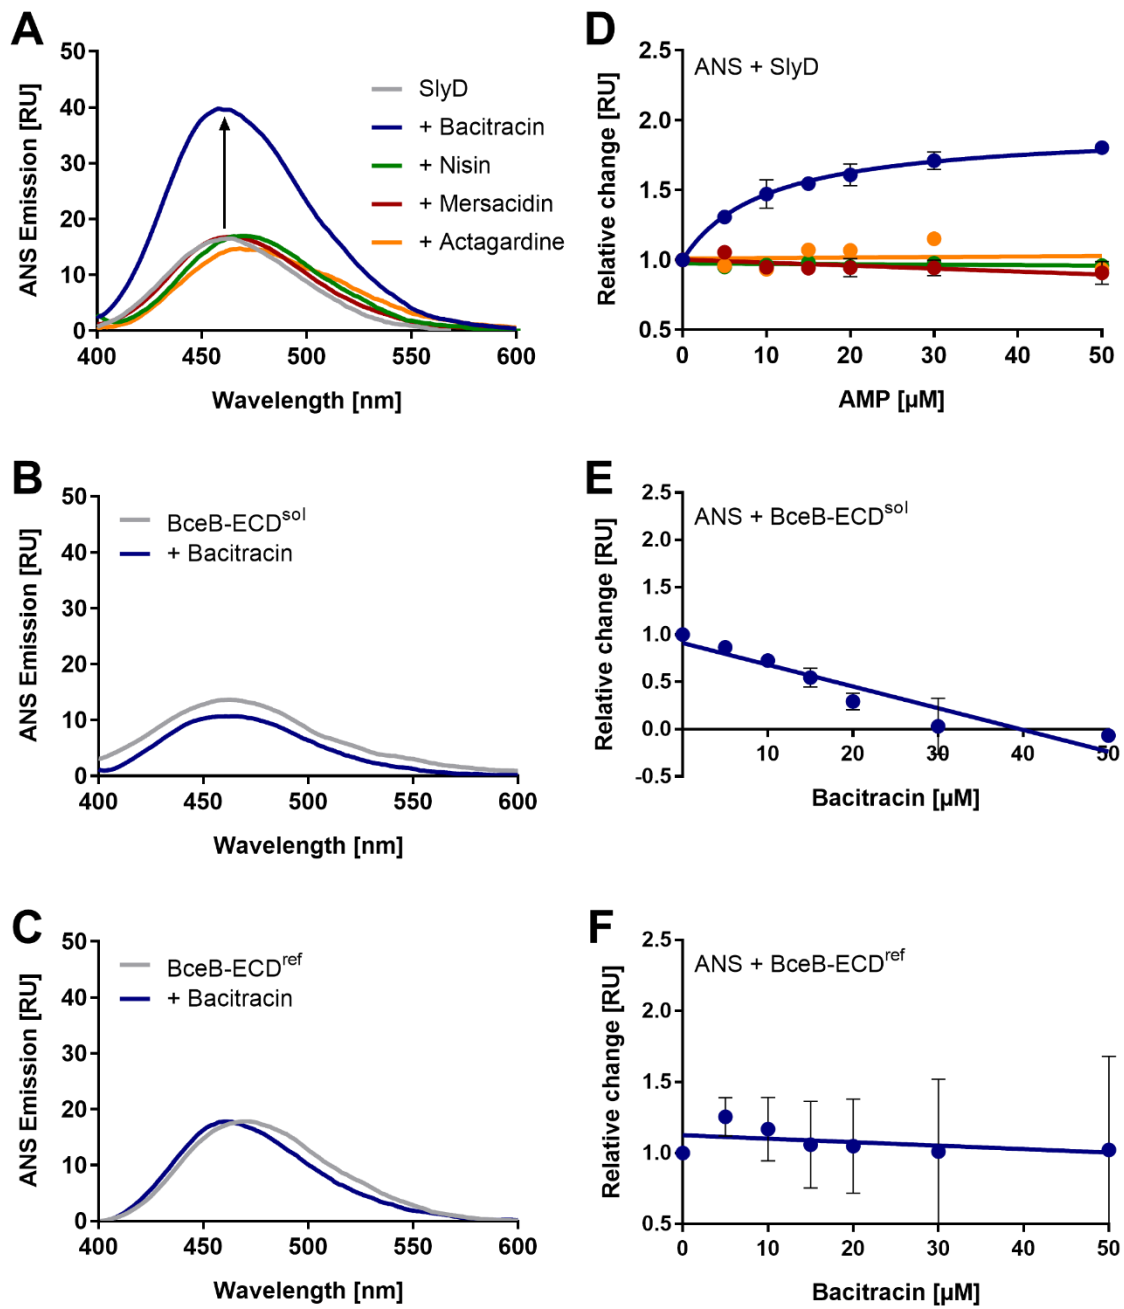 A
50
40
30
20
10
0
400
450
500
550
600
ANS Emission [RU]
Wavelength [nm]
SlyD
+ Bacitracin
+ Nisin
+ Mersacidin
+ Actagardine
D
2.5
2.0
1.5
1.0
0.5
0
10
20
30
40
50
Relative change [RU]
AMP [µM]
ANS + SlyD
B
50
40
30
20
10
0
400
450
500
550
600
ANS Emission [RU]
Wavelength [nm]
BceB-ECD^sol
+ Bacitracin
E
2.5
2.0
1.5
1.0
0.5
0.0
-0.5
10
20
30
40
50
Relative change [RU]
Bacitracin [µM]
ANS + BceB-ECD^sol
C
50
40
30
20
10
0
400
450
500
550
600
ANS Emission [RU]
Wavelength [nm]
BceB-ECD^ref
+ Bacitracin
F
2.5
2.0
1.5
1.0
0.5
0
10
20
30
40
50
Relative change [RU]
Bacitracin [µM]
ANS + BceB-ECD^ref